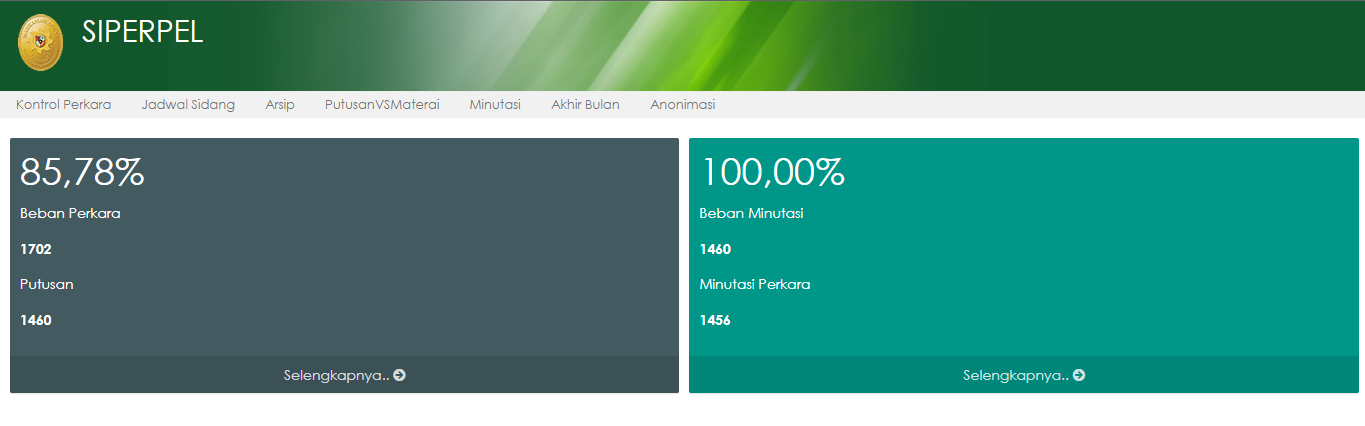 SIPERPEL
Kontrol Perkara Jadwal Sidang Arsip PutusanVSMaterai Minutasi Akhir Bulan Anonimasi
85,78%
Beban Perkara
1702
Putusan
1460
Selengkapnya..
100,00%
Beban Minutasi
1460
Minutasi Perkara
1456
Selengkapnya..